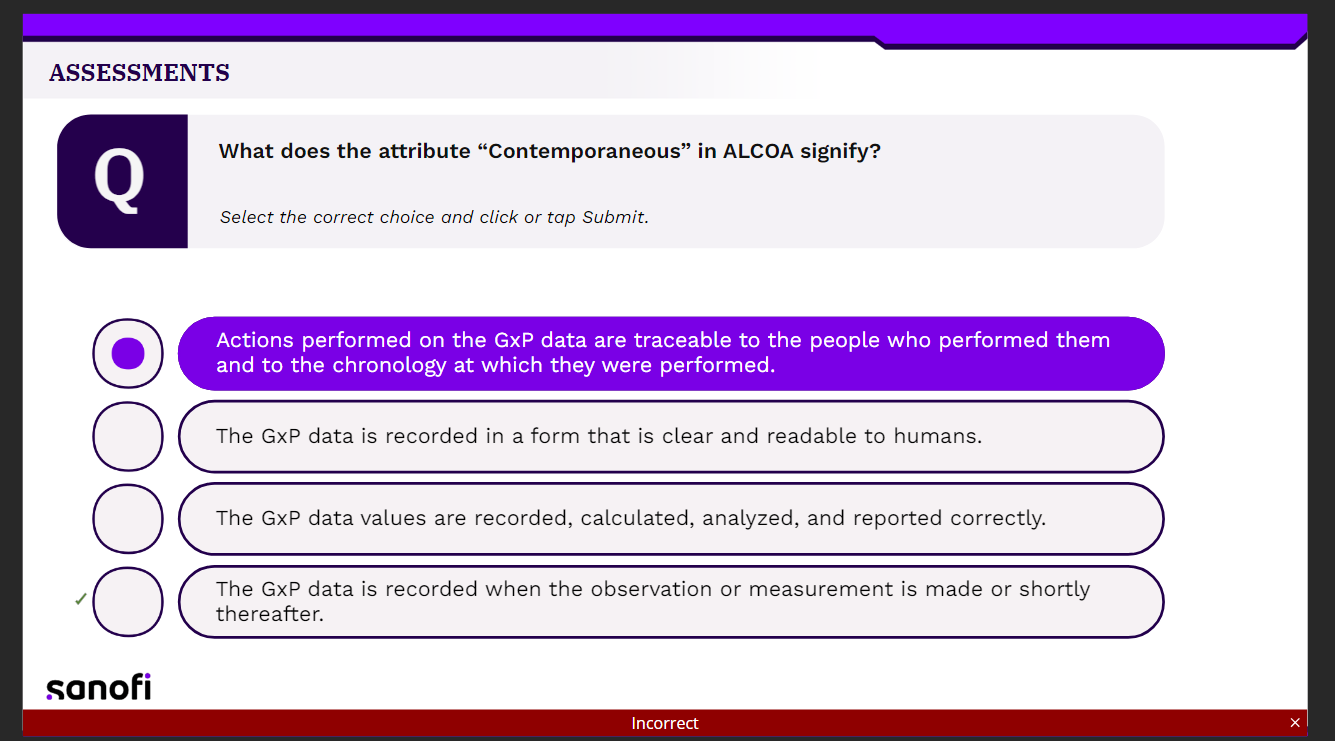 ASSESSMENTS
Q
What does the attribute “Contemporaneous” in ALCOA signify?
Select the correct choice and click or tap Submit.
Actions performed on the GxP data are traceable to the people who performed them
and to the chronology at which they were performed.
The GxP data is recorded in a form that is clear and readable to humans.
The GxP data values are recorded, calculated, analyzed, and reported correctly.
The GxP data is recorded when the observation or measurement is made or shortly
thereafter.
sanofi
Incorrect